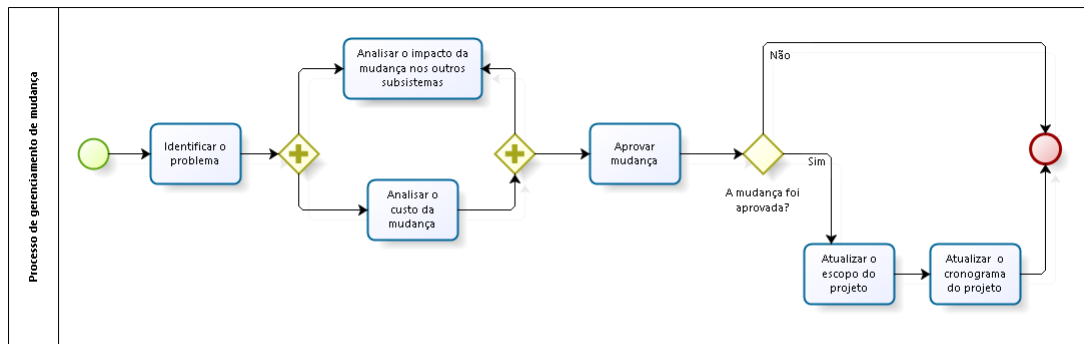 Processo de gerenciamento de mudança
Identificar o
problema
Analisar o impacto da
mudança nos outros
subsistemas
Analisar o
custo da
mudança
Aprovar
mudança
A mudança foi
aprovada?
Não
Sim
Atualizar o
escopo do
projeto
Atualizar o
cronograma
do projeto